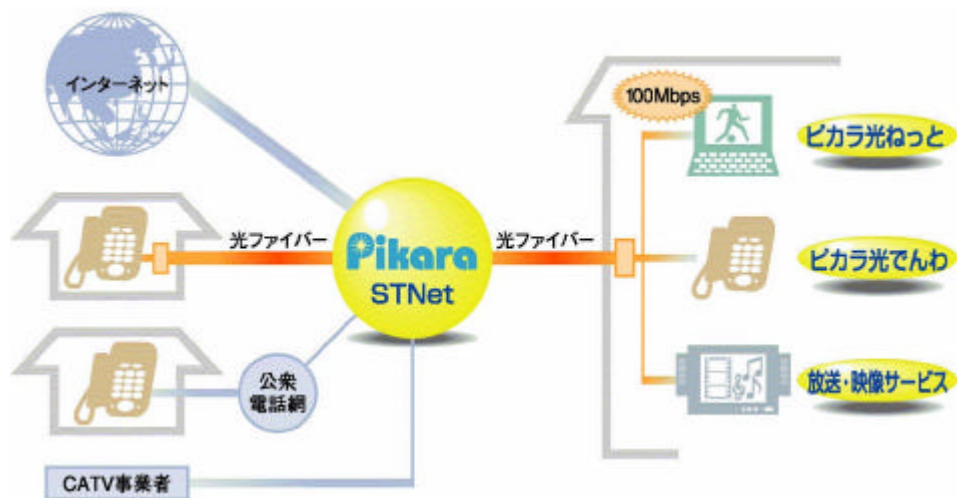 インターネット
光ファイバー
Pikara
STNet
光ファイバー
公衆
電話網
CATV事業者
100Mbps
ピカラ光ねっと
ピカラ光でんわ
放送・映像サービス